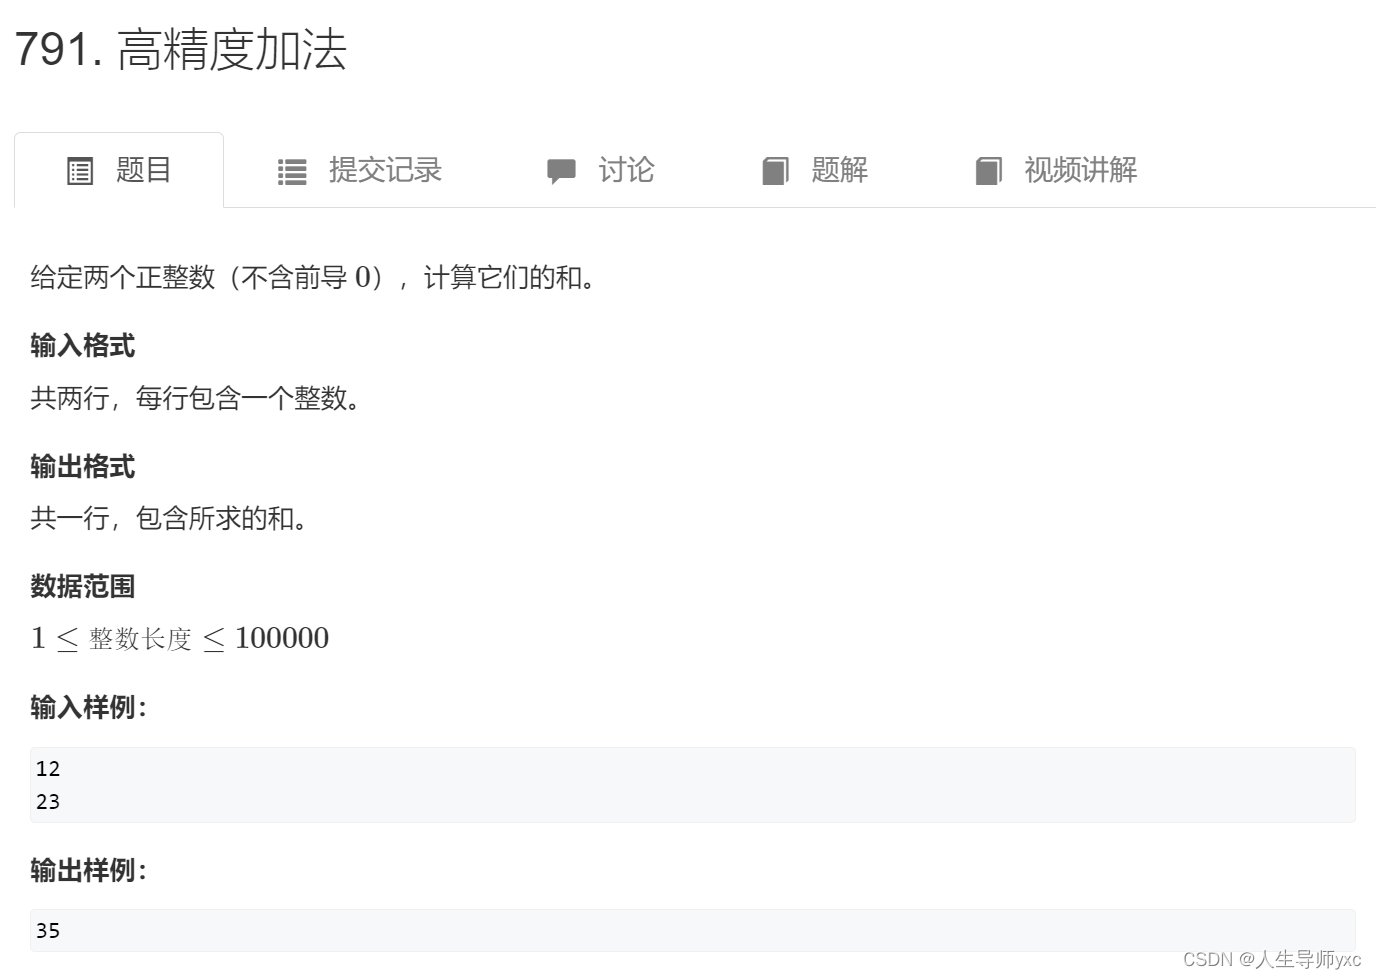 791. 高精度加法
题目 提交记录 讨论 题解 视频讲解
给定两个正整数（不含前导 0），计算它们的和。
输入格式
共两行，每行包含一个整数。
输出格式
共一行，包含所求的和。
数据范围
1 ≤ 整数长度 ≤ 100000
输入样例：
12
23
输出样例：
35
CSDN @人生导师yxc